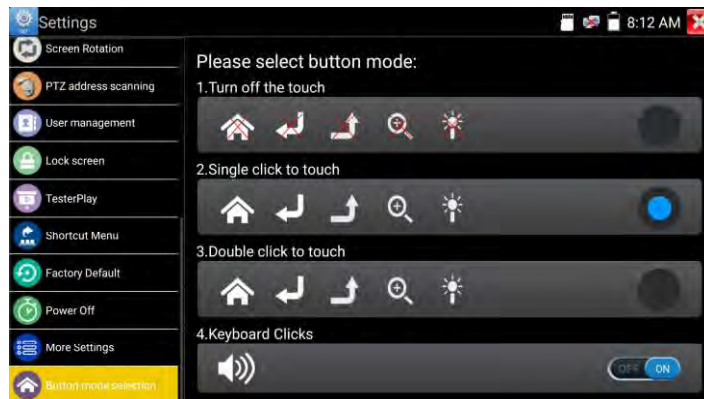 Settings
8:12 AM
Screen Rotation
PTZ address scanning
User management
Lock screen
TesterPlay
Shortcut Menu
Factory Default
Power Off
More Settings
Button mode selection
Please select button mode:
1.Turn off the touch
2.Single click to touch
3.Double click to touch
4.Keyboard Clicks
OFF ON